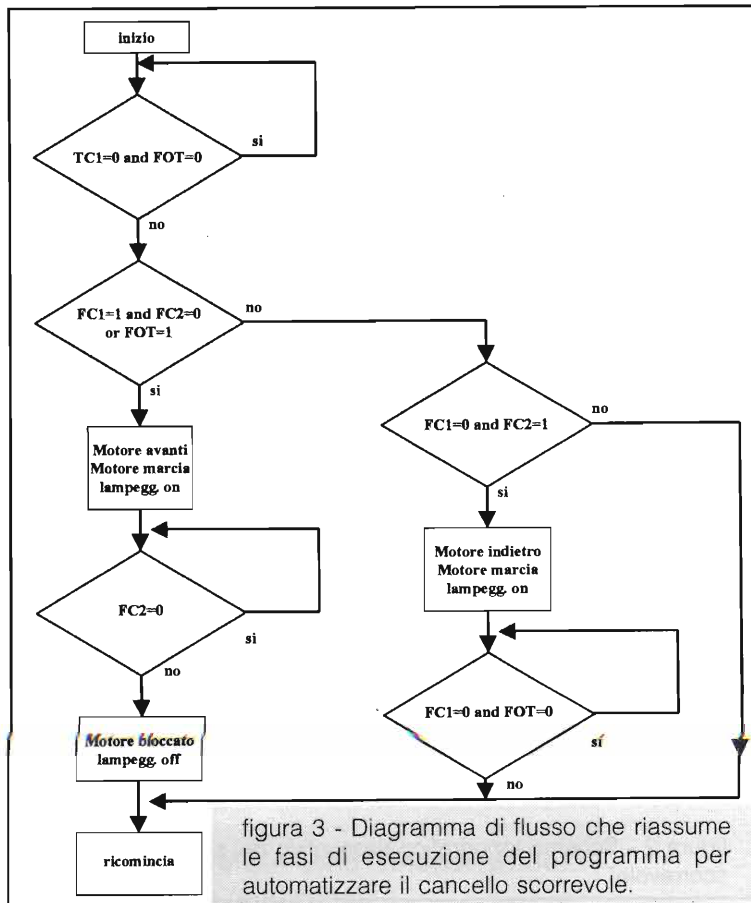 inizio
TC1=0 and FOT=0
si
no
FC1=1 and FC2=0
or FOT=1
no
si
Motore avanti
Motore marcia
lampegg. on
FC2=0
si
no
Motore bloccato
lampegg. off
ricomincia
FC1=0 and FC2=1
no
si
Motore indietro
Motore marcia
lampegg. on
FC1=0 and FOT=0
sí
no
figura 3 - Diagramma di flusso che riassume
le fasi di esecuzione del programma per
automatizzare il cancello scorrevole.